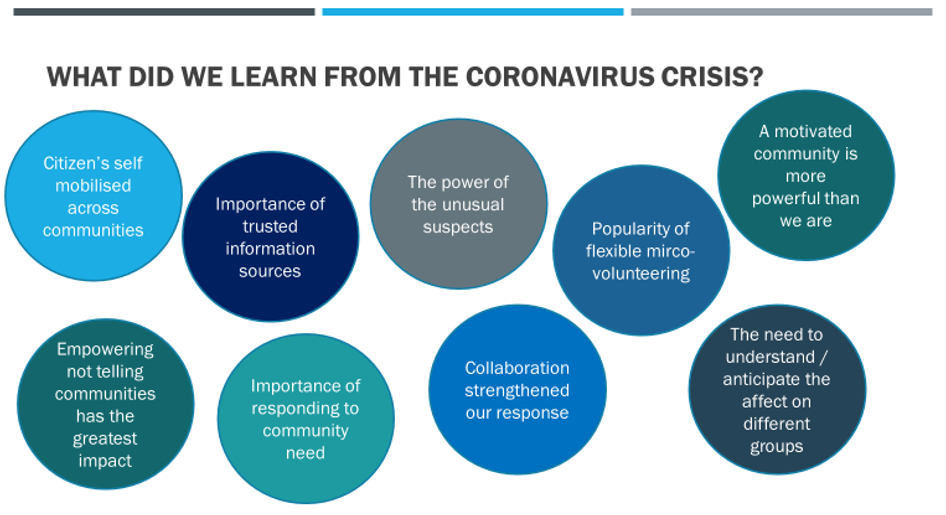 WHAT DID WE LEARN FROM THE CORONAVIRUS CRISIS?
Citizen's self
mobilised
across
communities
Importance of
trusted
information
sources
The power of
the unusual
suspects
Popularity of
flexible mirco-
volunteering
A motivated
community is
more
powerful than
we are
Empowering
not telling
communities
has the
greatest
impact
Importance of
responding to
community
need
Collaboration
strengthened
our response
The need to
understand /
anticipate the
affect on
different
groups